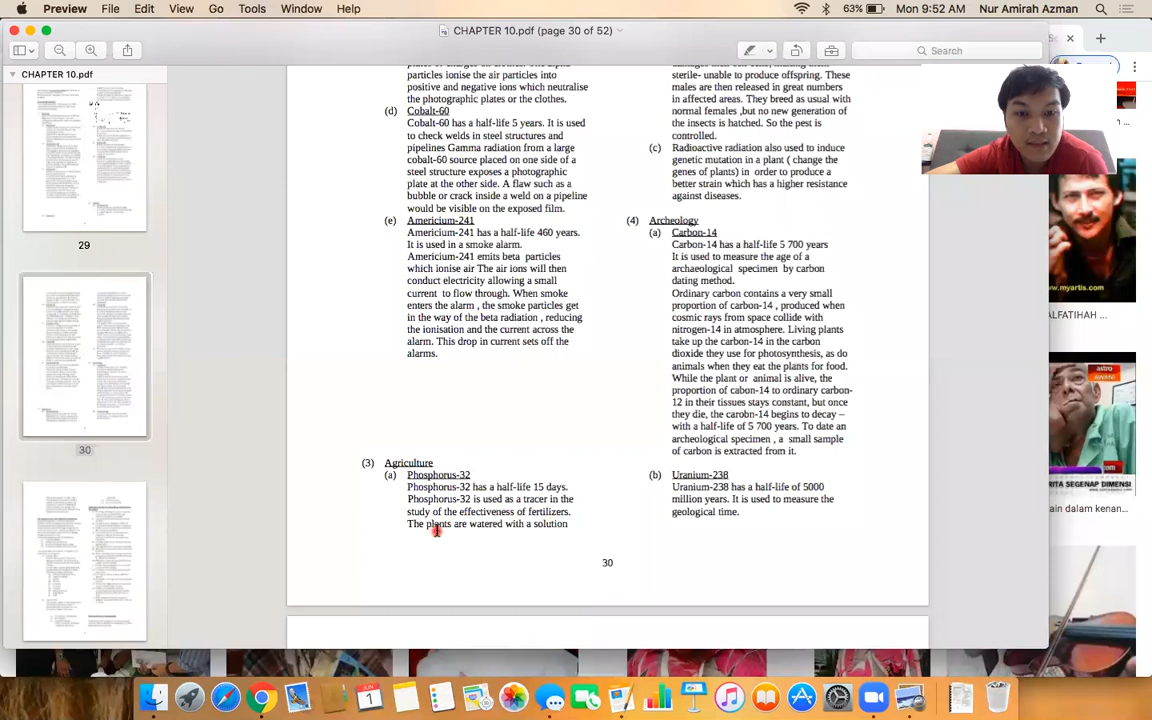 Preview File Edit View Go Tools Window Help
63% Mon 9:52 AM Nur Amirah Azman
CHAPTER 10.pdf (page 30 of 52)
Search
CHAPTER 10.pdf
29
30
particles ionise the air particles into
positive and negative ions which neutralise
the photographic plates or the clothes.
(d) Cobalt-60
Cobalt-60 has a half-life 5 years. It is used
to check welds in steel structures and
pipelines Gamma radiation from a large
cobalt-60 source placed on one side of a
steel structure exposes a photographic
plate at the other side. A flaw such as a
bubble or crack inside a weld on a pipeline
would be visible on the exposed film.
(e) Americium-241
Americium-241 has a half-life 460 years.
It is used in a smoke alarm.
Americium-241 emits beta particles
which ionise air The air ions will then
conduct electricity allowing a small
current to flow through. When smoke
enters the alarm , the smoke particles get
in the way of the beta radiation , reducing
the ionisation and the current across the
alarm. This drop in current sets off the
alarms.
(3) Agriculture
(a) Phosphorus-32
Phosphorus-32 has a half-life 15 days.
Phosphorus-32 is used as a tracer in the
study of the effectiveness of fertilizers.
The plants are watered with a solution
sterile- unable to produce offspring. These
males are then released in great numbers
in affected areas. They breed as usual with
normal females ,but no new generation of
the insects is hatched. So the pest is
controlled.
(c) Radioactive radiation also used to induce
genetic mutation in a plant ( change the
genes of plants) in order to produce a
better strain which has a higher resistance
against diseases.
(4) Archeology
(a) Carbon-14
Carbon-14 has a half-life 5 700 years
It is used to measure the age of a
archaeological specimen by carbon
dating method.
Ordinary carbon contains a very small
proportion of carbon-14 , produced when
cosmic rays from space collide with
nitrogen-14 in atmosphere. Living plants
take up the carbon-14 in the carbon
dioxide they use for photosynthesis, as do
animals when they eat the plants for food.
While the plant or animal is alive, the
proportion of cabon-14 to ordinary carbon-
12 in their tissues stays constant, but once
they die, the carobn-14 begins to decay –
with a half-life of 5 700 years. To date an
archeological specimen , a small sample
of carbon is extracted from it.
(b) Uranium-238
Uranium-238 has a half-life of 5000
million years. It is used to measure the
geological time.
30
www.myartis.com
ALFATIHAH ...
astro
AWANI
RITA SEGENAP DIMENSI
ain dalam kenan...
JUN
1